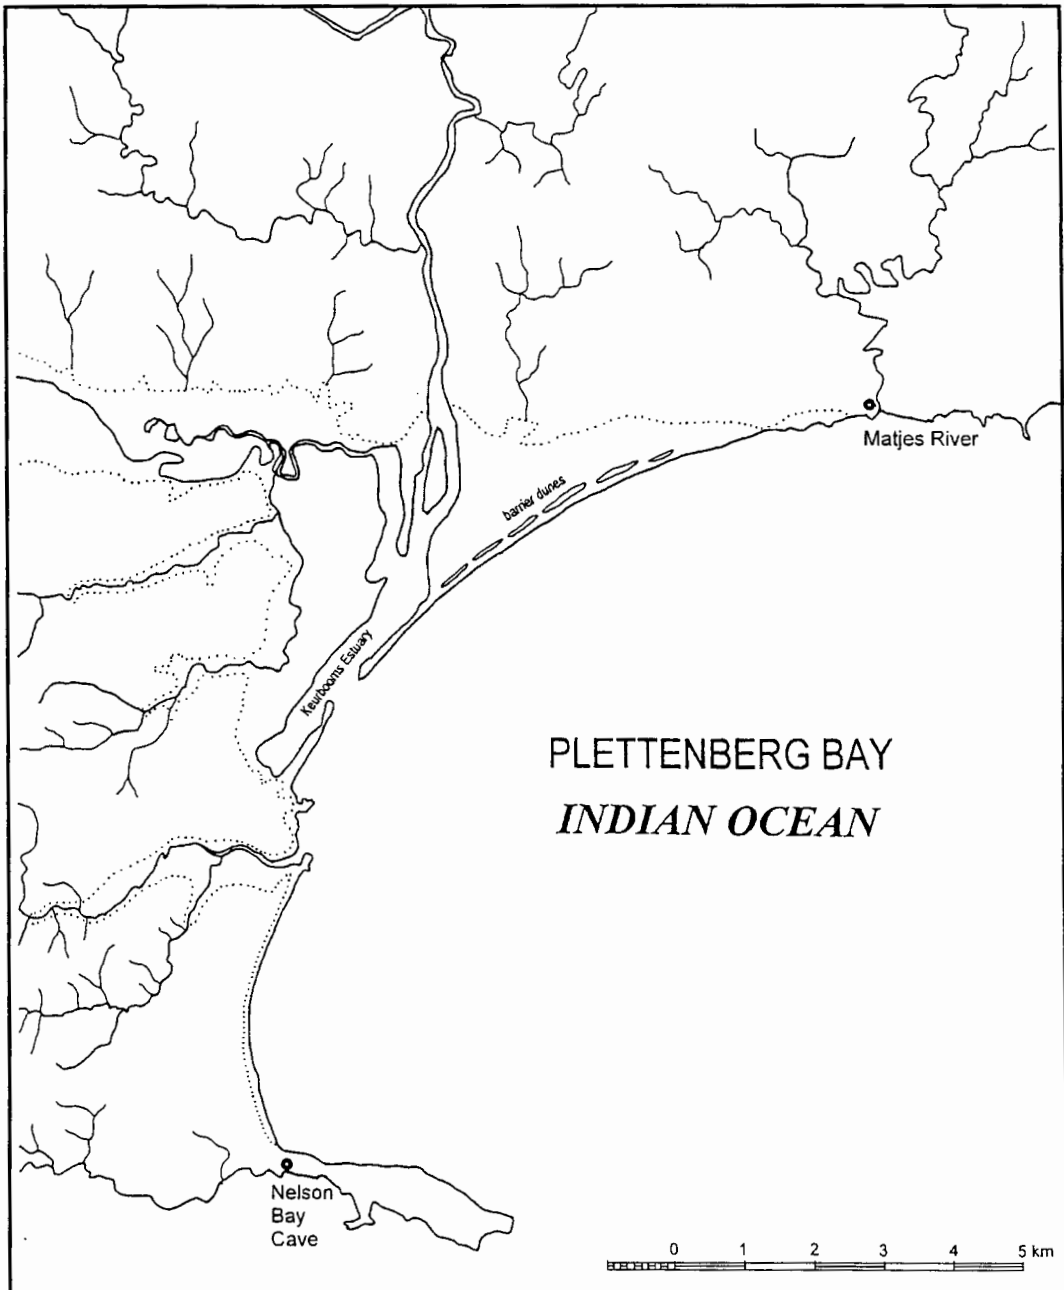 Matjes River
barrier dunes
Keurbooms Estuary
PLETTENBERG BAY
INDIAN OCEAN
Nelson
Bay
Cave
0 1 2 3 4 5 km